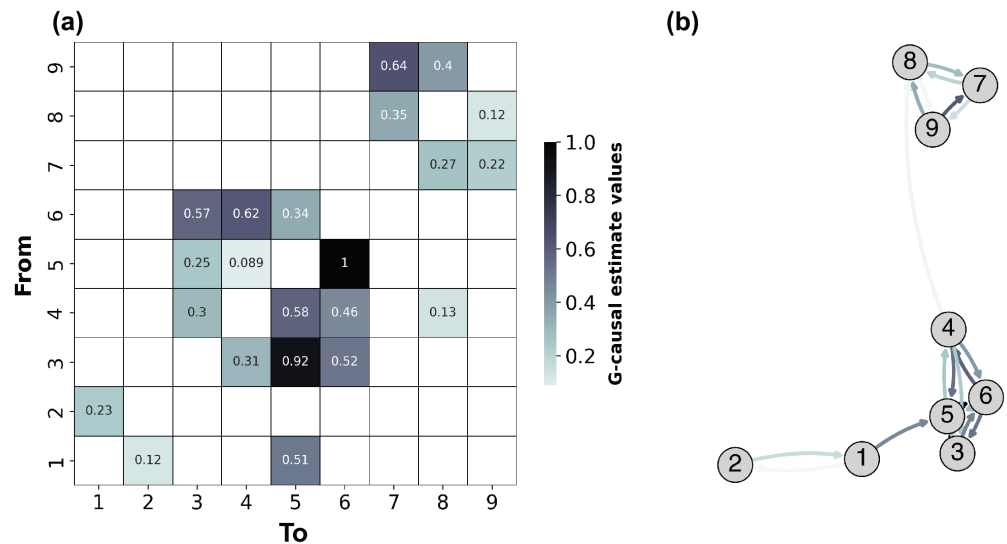 (a)
9 0.64 0.4
8 0.35 0.12
7 0.27 0.22
6 0.57 0.62 0.34
5 0.25 0.089 1
4 0.3 0.58 0.46 0.13
3 0.31 0.92 0.52
2 0.23
1 0.12 0.51
1 2 3 4 5 6 7 8 9
From
To
1.0
0.8
0.6
0.4
0.2
G-causal estimate values
(b)
8
7
9
4
6
5
3
1
2